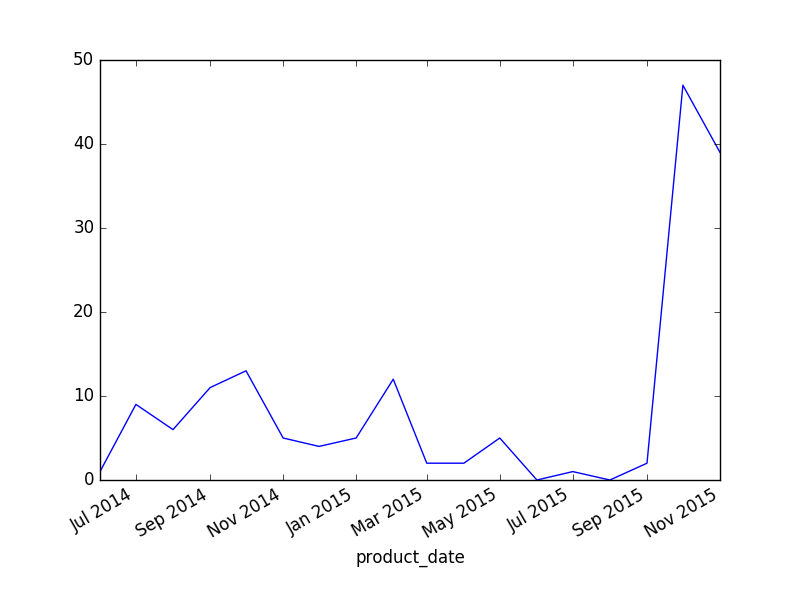 50
40
30
20
10
0
Jul 2014
Sep 2014
Nov 2014
Jan 2015
Mar 2015
May 2015
Jul 2015
Sep 2015
Nov 2015
product_date